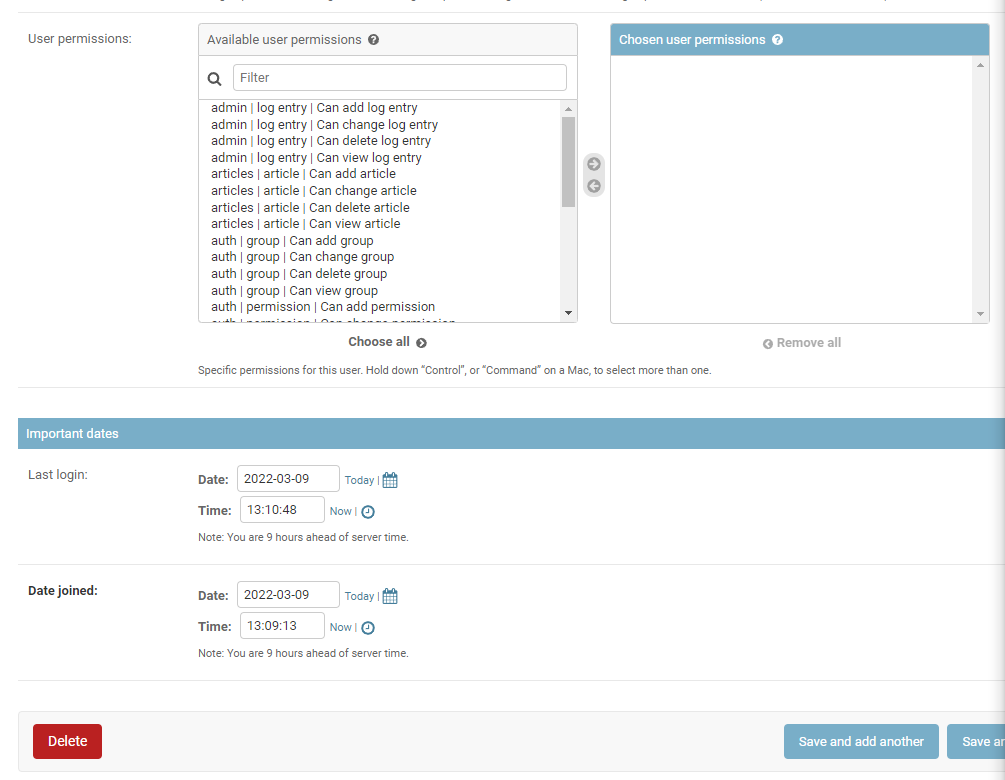 User permissions:
Available user permissions ?
Filter
admin | log entry | Can add log entry
admin | log entry | Can change log entry
admin | log entry | Can delete log entry
admin | log entry | Can view log entry
articles | article | Can add article
articles | article | Can change article
articles | article | Can delete article
articles | article | Can view article
auth | group | Can add group
auth | group | Can change group
auth | group | Can delete group
auth | group | Can view group
auth | permission | Can add permission
auth | permission | Can change permission
Choose all
Chosen user permissions ?
Remove all
Specific permissions for this user. Hold down “Control”, or “Command” on a Mac, to select more than one.
Important dates
Last login:
Date: 2022-03-09 Today |
Time: 13:10:48 Now |
Note: You are 9 hours ahead of server time.
Date joined:
Date: 2022-03-09 Today |
Time: 13:09:13 Now |
Note: You are 9 hours ahead of server time.
Delete
Save and add another
Save